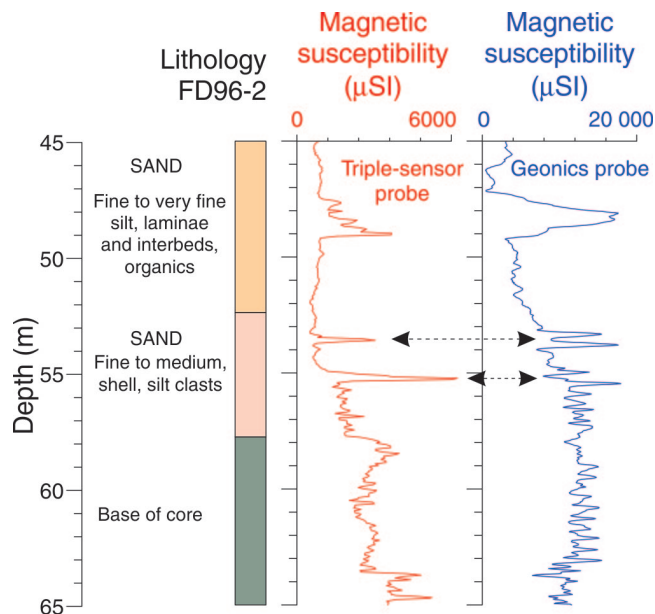 Lithology
FD96-2
Magnetic
susceptibility
(µSI)
0 6000
Magnetic
susceptibility
(µSI)
0 20 000
Triple-sensor
probe
Geonics probe
Depth (m)
45
50
55
60
65
SAND
Fine to very fine
silt, laminae
and interbeds,
organics
SAND
Fine to medium,
shell, silt clasts
Base of core